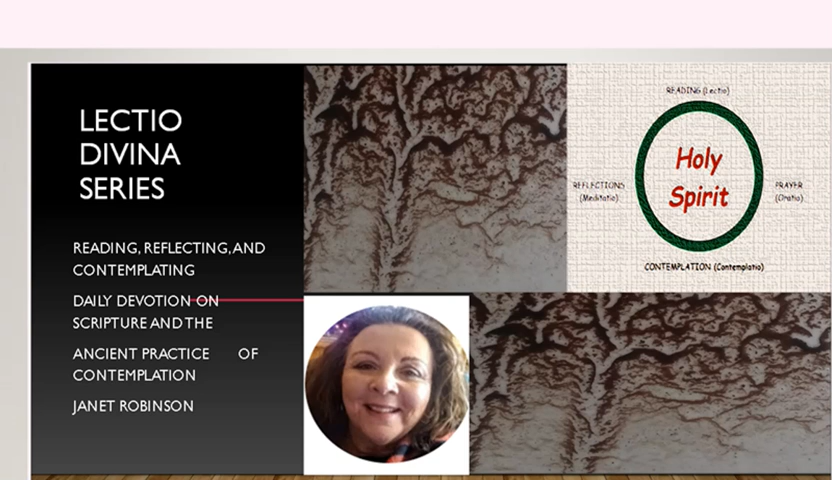 LECTIO
DIVINA
SERIES
READING, REFLECTING, AND
CONTEMPLATING
DAILY DEVOTION ON
SCRIPTURE AND THE
ANCIENT PRACTICE OF
CONTEMPLATION
JANET ROBINSON
READING (Lectio)
Holy
Spirit
REFLECTIONS
(Meditatio)
PRAYER
(Oratio)
CONTEMPLATION (Contemplatio)